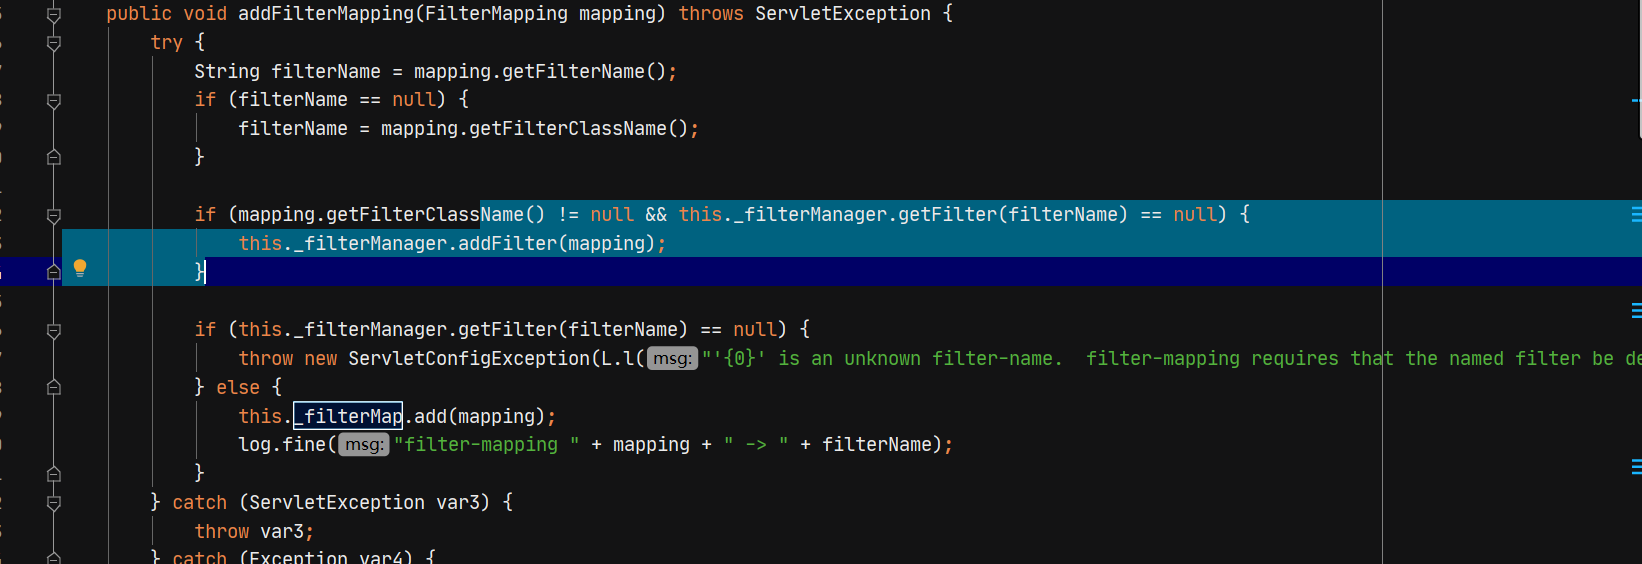 public void addFilterMapping(FilterMapping mapping) throws ServletException {
try {
String filterName = mapping.getFilterName();
if (filterName == null) {
filterName = mapping.getFilterClassName();
}
if (mapping.getFilterClassName() != null && this._filterManager.getFilter(filterName) == null) {
this._filterManager.addFilter(mapping);
}
if (this._filterManager.getFilter(filterName) == null) {
throw new ServletConfigException(L.l( msg: "'{0}' is an unknown filter-name.  filter-mapping requires that the named filter be de
} else {
this._filterMap.add(mapping);
log.fine( msg: "filter-mapping " + mapping + " -> " + filterName);
}
} catch (ServletException var3) {
throw var3;
} catch (Exception var4) {